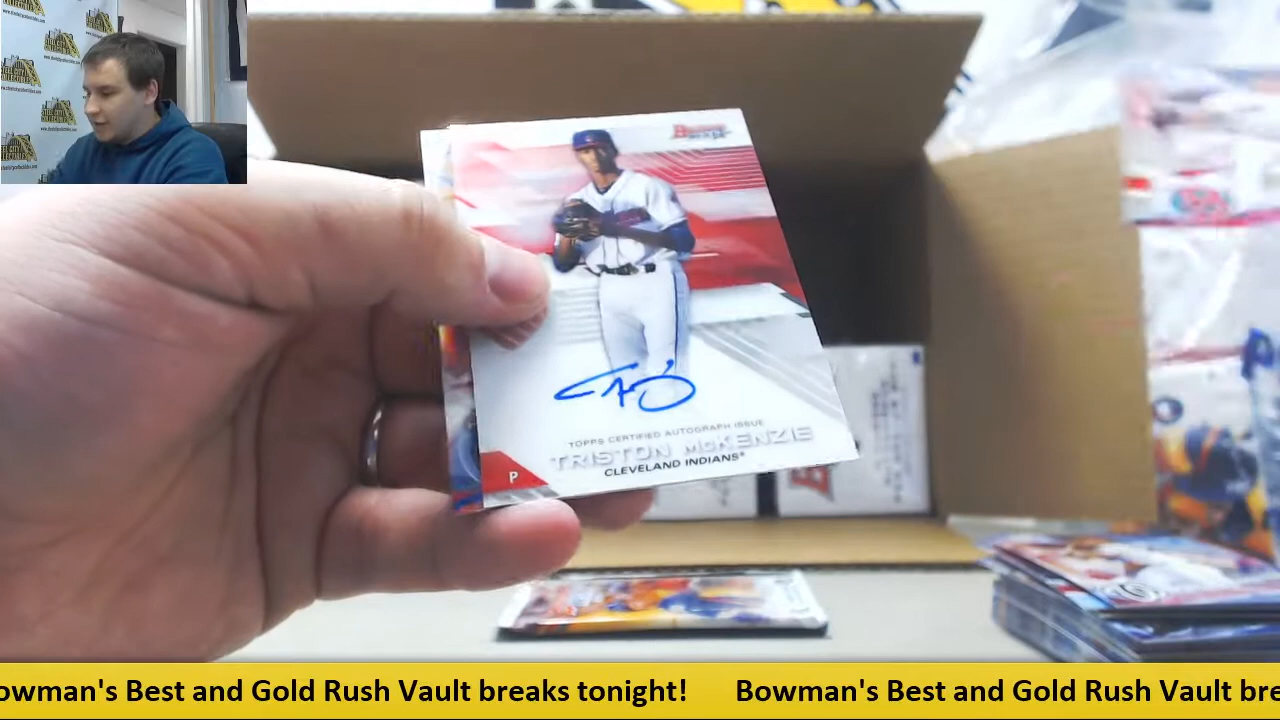 TOPPS CERTIFIED AUTOGRAPH ISSUE
TRISTON McKENZIE
P
CLEVELAND INDIANS®
owman's Best and Gold Rush Vault breaks tonight! Bowman's Best and Gold Rush Vault bre